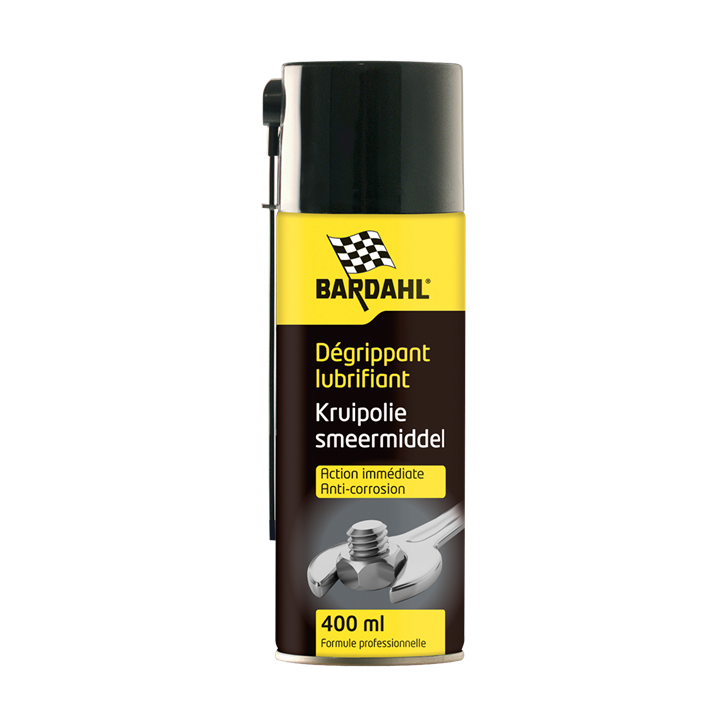 BARDAHL®
Dégrippant
lubrifiant
Kruipolie
smeermiddel
Action immédiate
Anti-corrosion
400 ml
Formule professionnelle